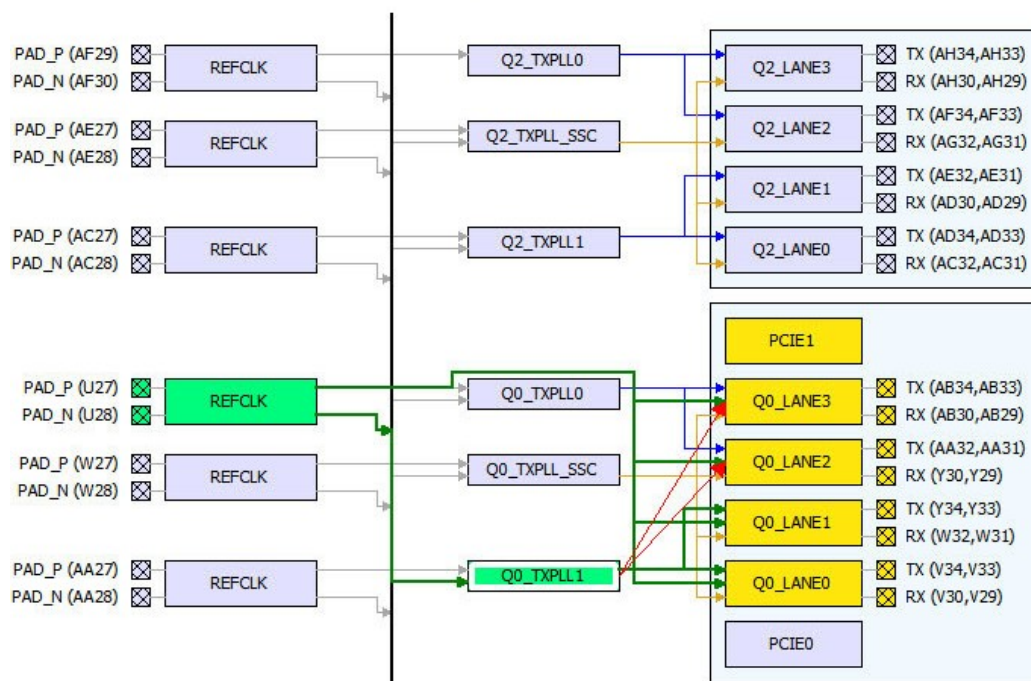 PAD_P (AF29)
PAD_N (AF30)
REFCLK
Q2_TXPLL0
Q2_LANE3
TX (AH34,AH33)
RX (AH30,AH29)
PAD_P (AE27)
PAD_N (AE28)
REFCLK
Q2_TXPLL_SSC
Q2_LANE2
TX (AF34,AF33)
RX (AG32,AG31)
Q2_LANE1
TX (AE32,AE31)
RX (AD30,AD29)
PAD_P (AC27)
PAD_N (AC28)
REFCLK
Q2_TXPLL1
Q2_LANE0
TX (AD34,AD33)
RX (AC32,AC31)
PCIE1
PAD_P (U27)
PAD_N (U28)
REFCLK
Q0_TXPLL0
Q0_LANE3
TX (AB34,AB33)
RX (AB30,AB29)
PAD_P (W27)
PAD_N (W28)
REFCLK
Q0_TXPLL_SSC
Q0_LANE2
TX (AA32,AA31)
RX (Y30,Y29)
Q0_LANE1
TX (Y34,Y33)
RX (W32,W31)
PAD_P (AA27)
PAD_N (AA28)
REFCLK
Q0_TXPLL1
Q0_LANE0
TX (V34,V33)
RX (V30,V29)
PCIE0